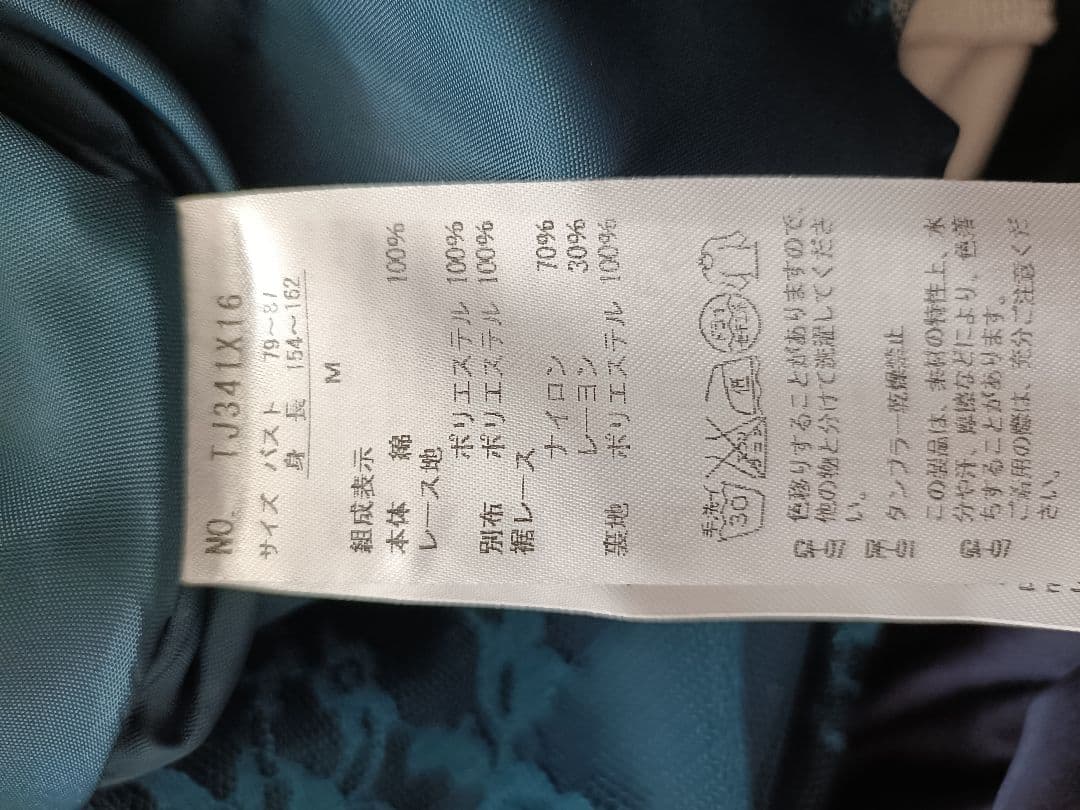 NO. TJ341X16
サイズ バスト 79~87
身 長 154~162
M
組成表示
本体 綿 100%
レース地
ポリエステル 100%
別布 ポリエステル 100%
裾レース
ナイロン 70%
レーヨン 30%
裏地 ポリエステル 100%
手洗イ
30
色移りすることがありますので、
他の物と分けて洗濯してくださ
い。
タンブラー乾燥禁止
この製品は、素材の特性上、水
分や汗、摩擦などにより、色落
ちすることがあります。
ご着用の際は、充分ご注意くだ
さい。